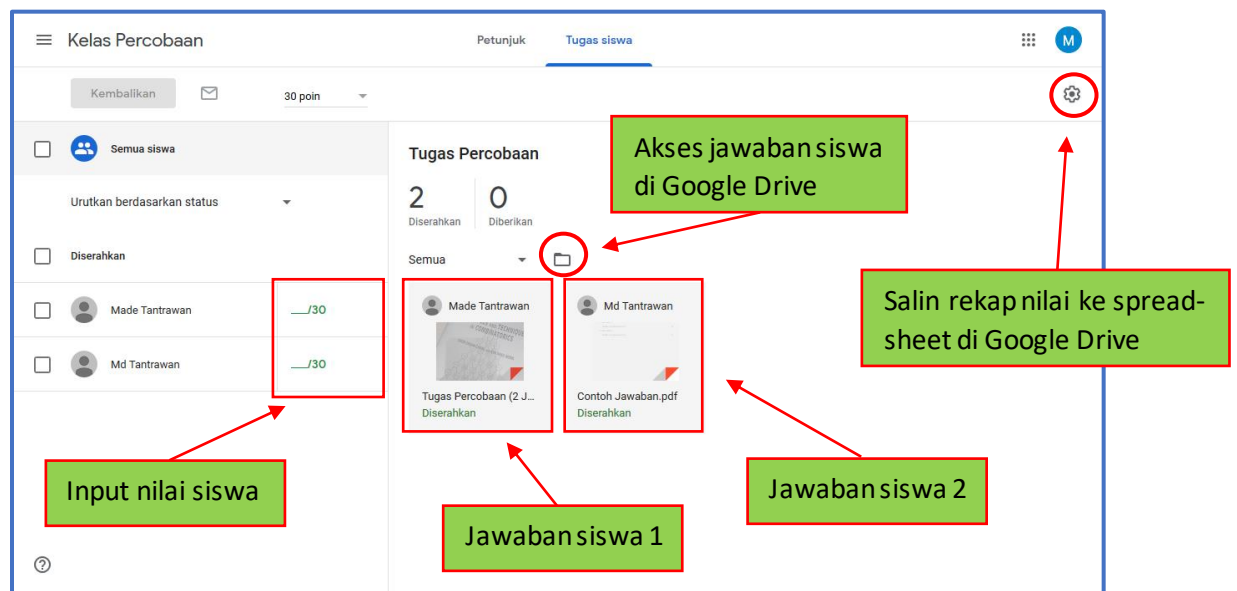 Kelas Percobaan
Petunjuk
Tugas siswa
M
Kembalikan
30 poin
Semua siswa
Urutkan berdasarkan status
Diserahkan
Made Tantrawan
__/30
Md Tantrawan
__/30
Tugas Percobaan
2
0
Diserahkan
Diberikan
Semua
Made Tantrawan
Tugas Percobaan (2 J...
Diserahkan
Md Tantrawan
Contoh Jawaban.pdf
Diserahkan
Akses jawaban siswa
di Google Drive
Salin rekap nilai ke spread-
sheet di Google Drive
Input nilai siswa
Jawaban siswa 1
Jawaban siswa 2